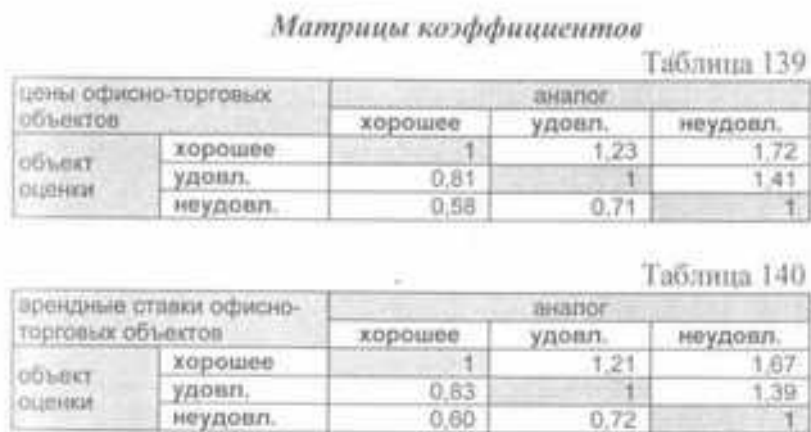 Матрицы коэффициентов
Таблица 139
цены офисно-торговых объектов аналог
хорошее удовл. неудовл.
объект оценки хорошее 1 1,23 1,72
удовл. 0,81 1 1,41
неудовл. 0,58 0,71 1
Таблица 140
арендные ставки офисно-торговых объектов аналог
хорошее удовл. неудовл.
объект оценки хорошее 1 1,21 1,67
удовл. 0,83 1 1,39
неудовл. 0,60 0,72 1